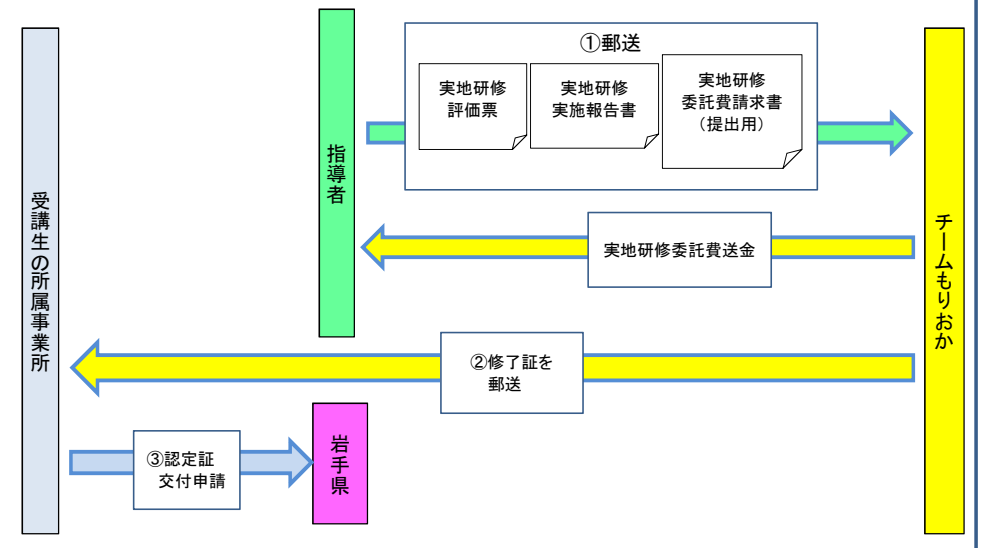 ①郵送
実地研修
評価票
実地研修
実施報告書
実地研修
委託費請求書
（提出用）
指導者
受講生の所属事業所
チームもりおか
実地研修委託費送金
②修了証を
郵送
③認定証
交付申請
岩手県